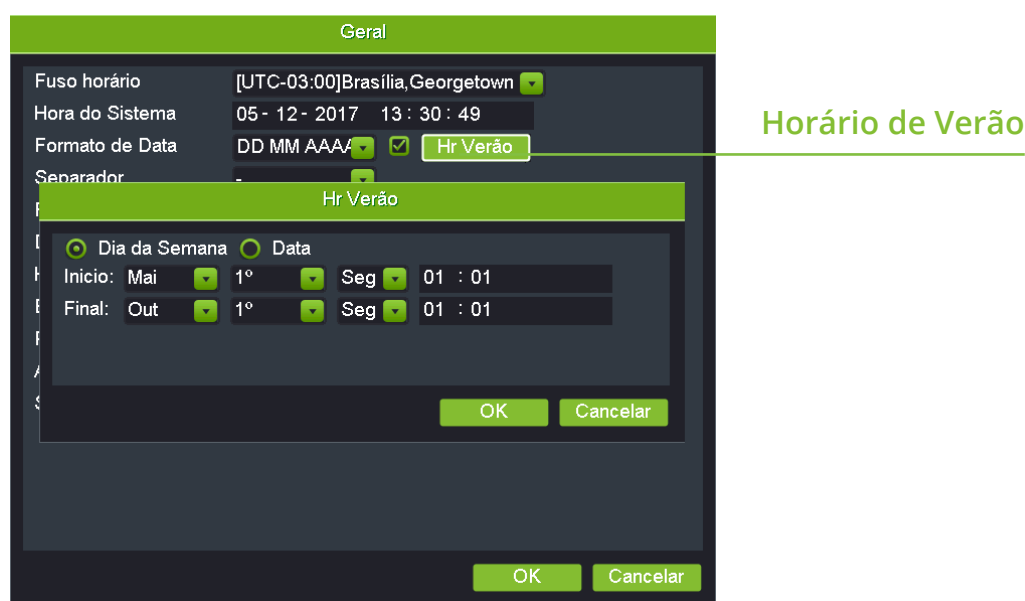 Geral
Fuso horário [UTC-03:00]Brasília,Georgetown
Hora do Sistema 05- 12- 2017 13: 30: 49
Formato de Data DD MM AAAA Hr Verão
Horário de Verão
Separador -
Hr Verão
Dia da Semana Data
Inicio: Mai 1º Seg 01 : 01
Final: Out 1º Seg 01 : 01
OK Cancelar
OK Cancelar